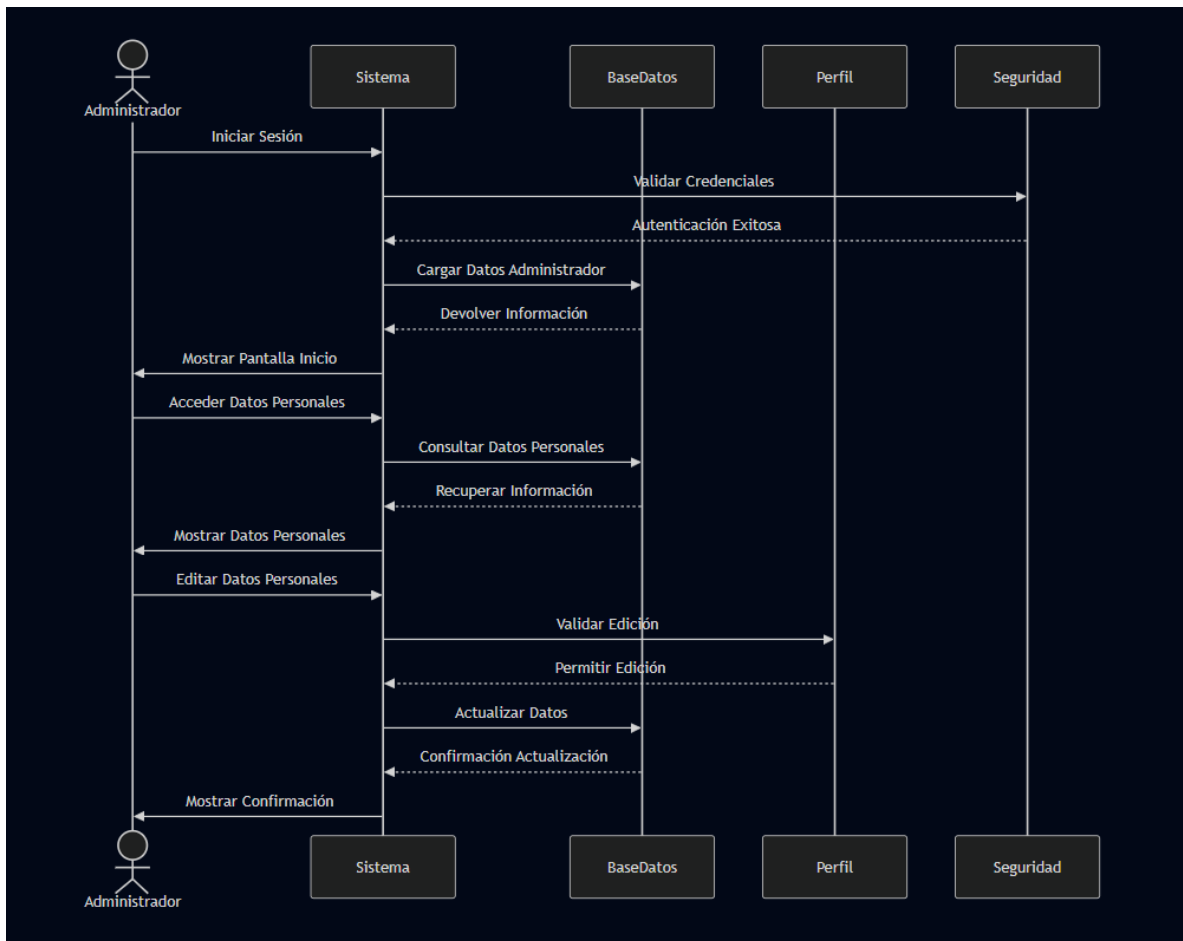 Administrador
Sistema
BaseDatos
Perfil
Seguridad
Iniciar Sesión
Validar Credenciales
Autenticación Exitosa
Cargar Datos Administrador
Devolver Información
Mostrar Pantalla Inicio
Acceder Datos Personales
Consultar Datos Personales
Recuperar Información
Mostrar Datos Personales
Editar Datos Personales
Validar Edición
Permitir Edición
Actualizar Datos
Confirmación Actualización
Mostrar Confirmación
Administrador
Sistema
BaseDatos
Perfil
Seguridad